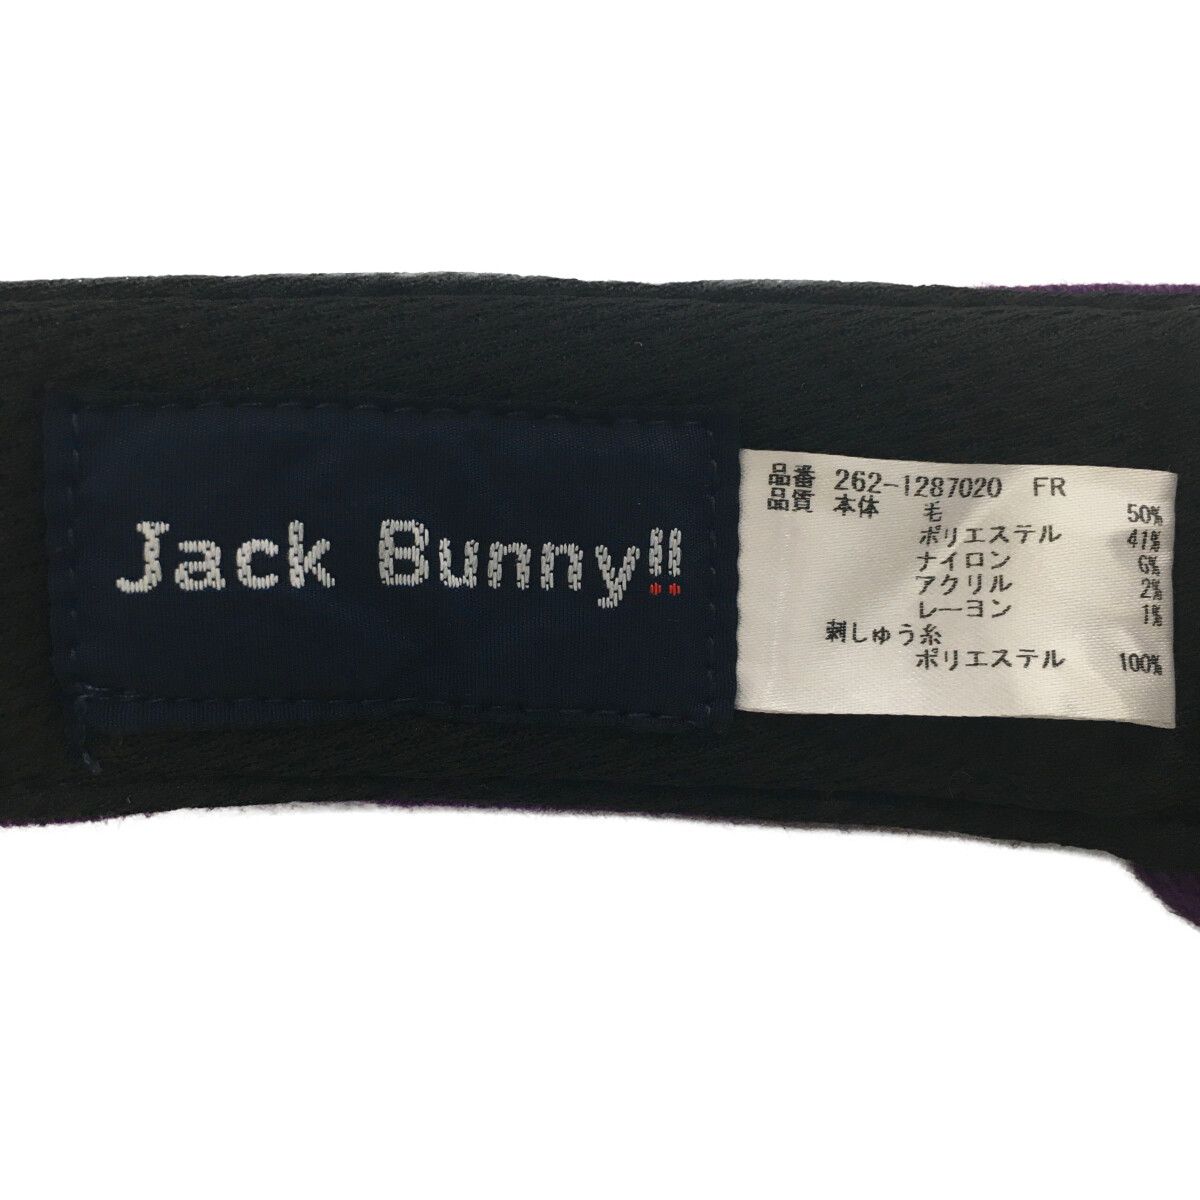 Jack Bunny!!
品番 262-1287020 FR
品質 本体 毛 50%
ポリエステル 41%
ナイロン 6%
アクリル 2%
レーヨン 1%
刺しゅう糸
ポリエステル 100%